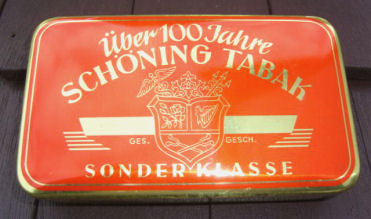 Über 100 Jahre
SCHÖNING TABAK
GES. GESCH.
SONDER KLASSE